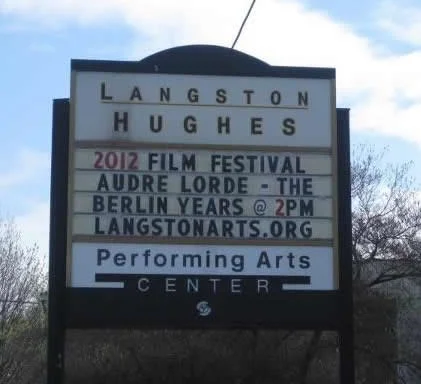 LANGSTON
HUGHES
2012 FILM FESTIVAL
AUDRE LORDE - THE
BERLIN YEARS @ 2PM
LANGSTONARTS.ORG
Performing Arts
CENTER